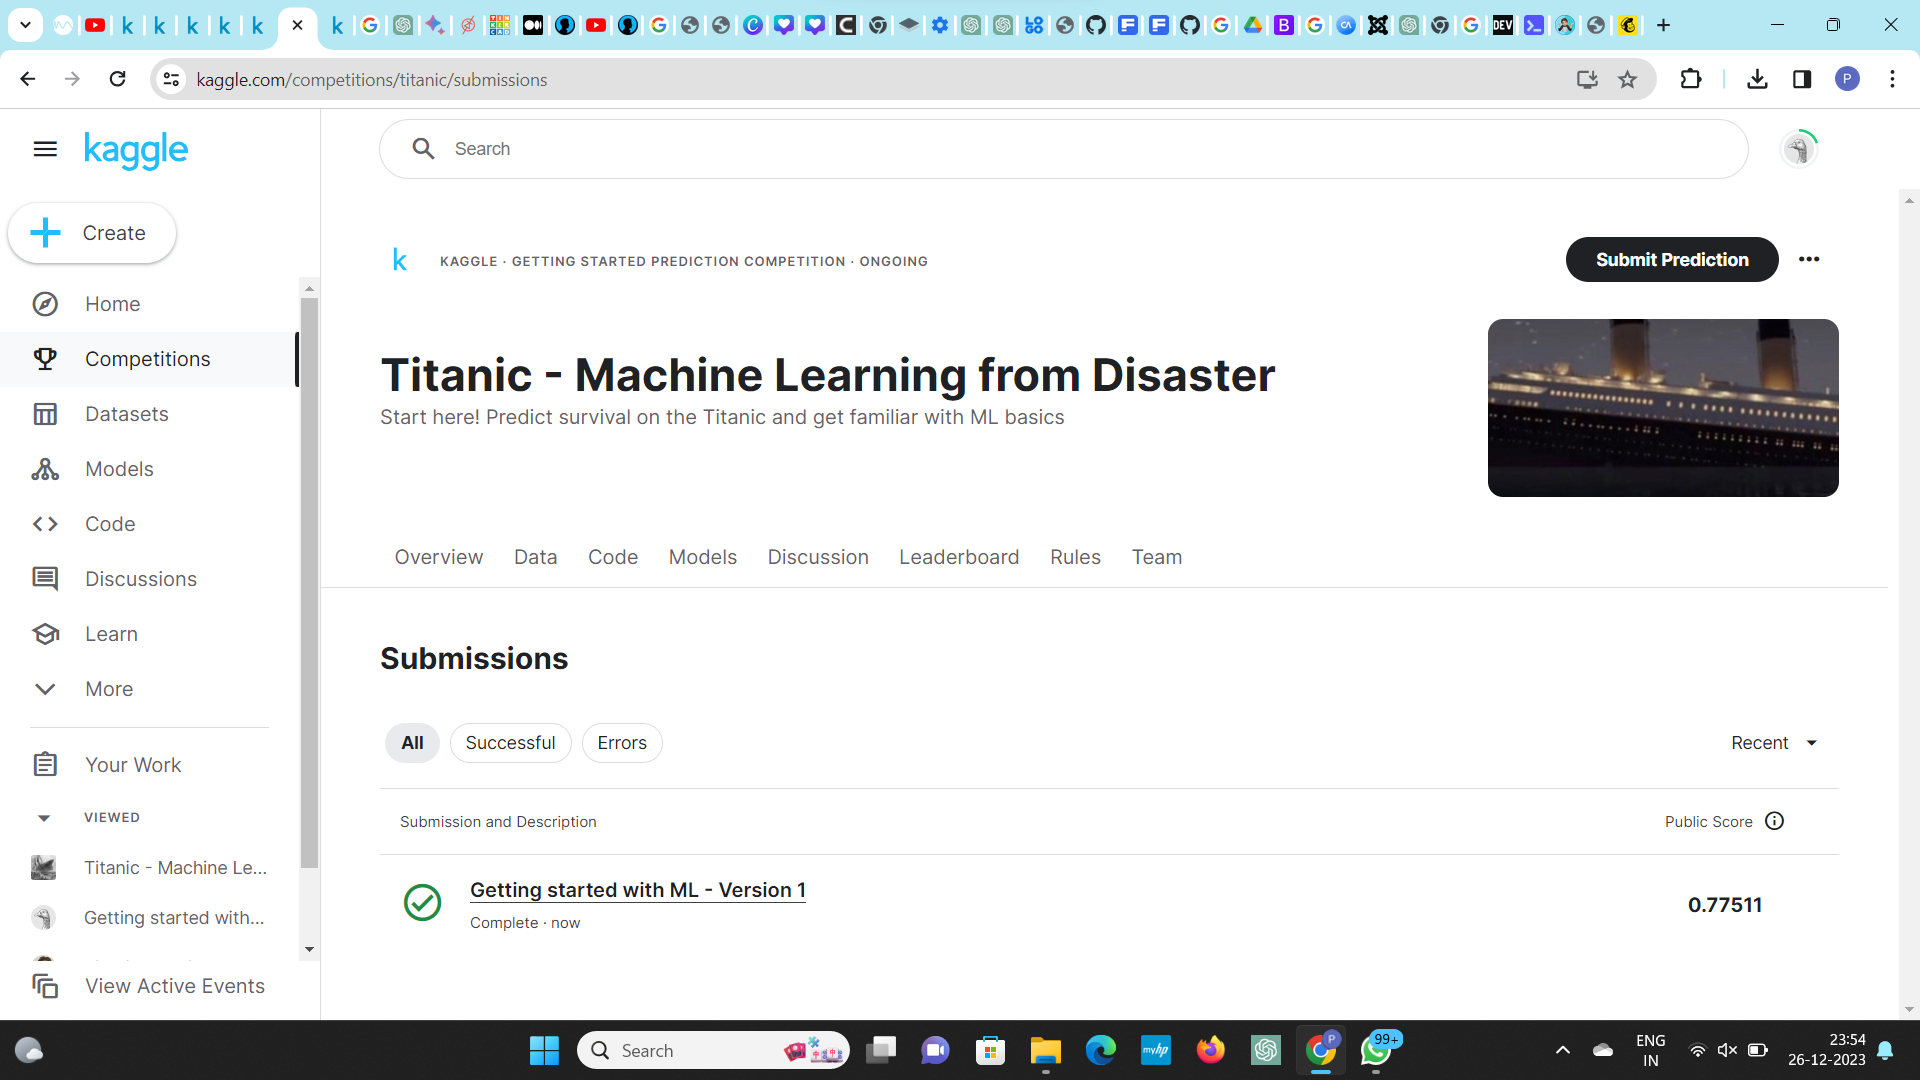 kaggle.com/competitions/titanic/submissions
P
kaggle
Search
Create
Home
Competitions
Datasets
Models
Code
Discussions
Learn
More
Your Work
VIEWED
Titanic - Machine Le...
Getting started with...
View Active Events
KAGGLE · GETTING STARTED PREDICTION COMPETITION · ONGOING
Submit Prediction
Titanic - Machine Learning from Disaster
Start here! Predict survival on the Titanic and get familiar with ML basics
Overview Data Code Models Discussion Leaderboard Rules Team
Submissions
All Successful Errors
Recent
Submission and Description Public Score
Getting started with ML - Version 1
Complete · now
0.77511
Search
myhp
P
99+
ENG
IN
23:54
26-12-2023